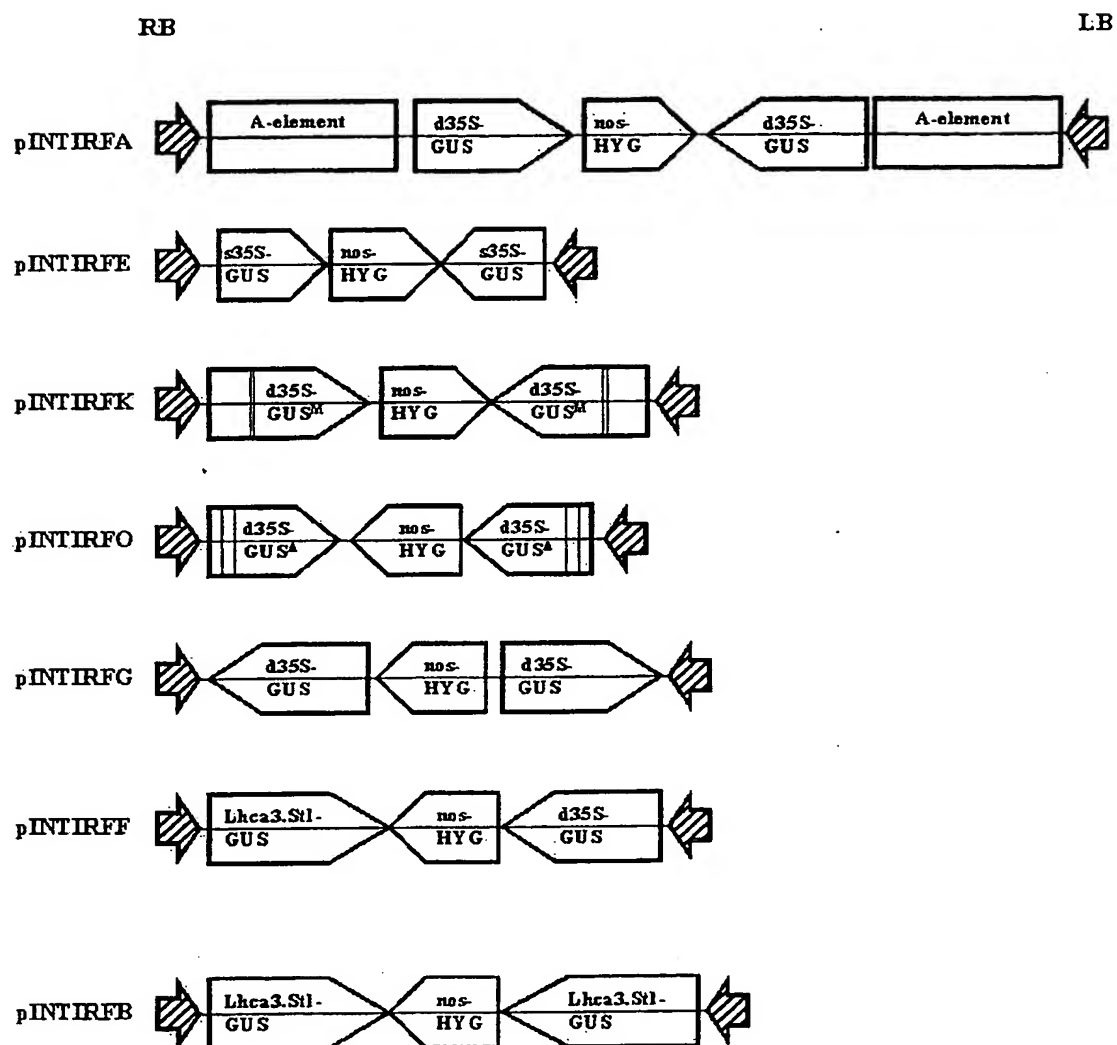 RB LB
pINTIRFA A-element d35S- nos- d35S- A-element
GUS HYG GUS
pINTIRFE s35S- nos- s35S-
GUS HYG GUS
pINTIRFK d35S- nos- d35S-
GUSᴹ HYG GUSᴹ
pINTIRFO d35S- nos- d35S-
GUS▲ HYG GUS▲
pINTIRFG d35S- nos- d35S-
GUS HYG GUS
pINTIRFF Lhca3.St1- nos- d35S-
GUS HYG GUS
pINTIRFB Lhca3.St1- nos- Lhca3.St1-
GUS HYG GUS